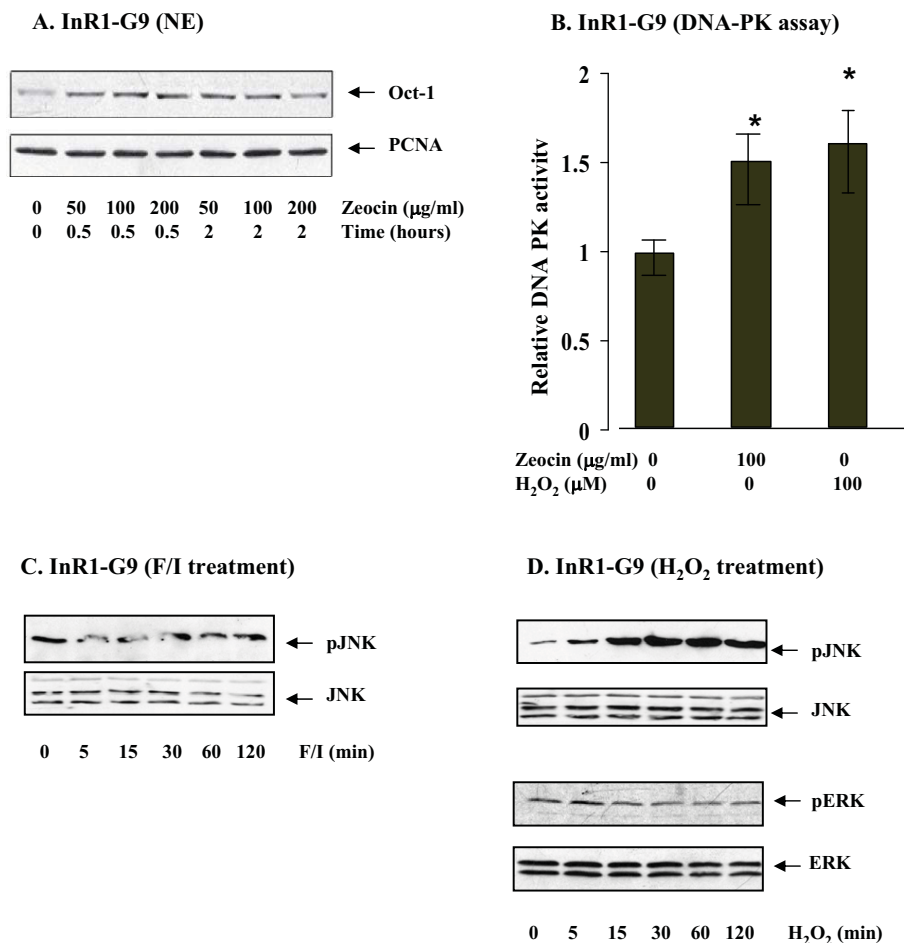 A. InR1-G9 (NE)
Oct-1
PCNA
0 50 100 200 50 100 200 Zeocin (µg/ml)
0 0.5 0.5 0.5 2 2 2 Time (hours)
B. InR1-G9 (DNA-PK assay)
Relative DNA PK activity
2
1.5
1
0.5
0
*
*
Zeocin (µg/ml) 0 100 0
H₂O₂ (µM) 0 0 100
C. InR1-G9 (F/I treatment)
pJNK
JNK
0 5 15 30 60 120 F/I (min)
D. InR1-G9 (H₂O₂ treatment)
pJNK
JNK
pERK
ERK
0 5 15 30 60 120 H₂O₂ (min)